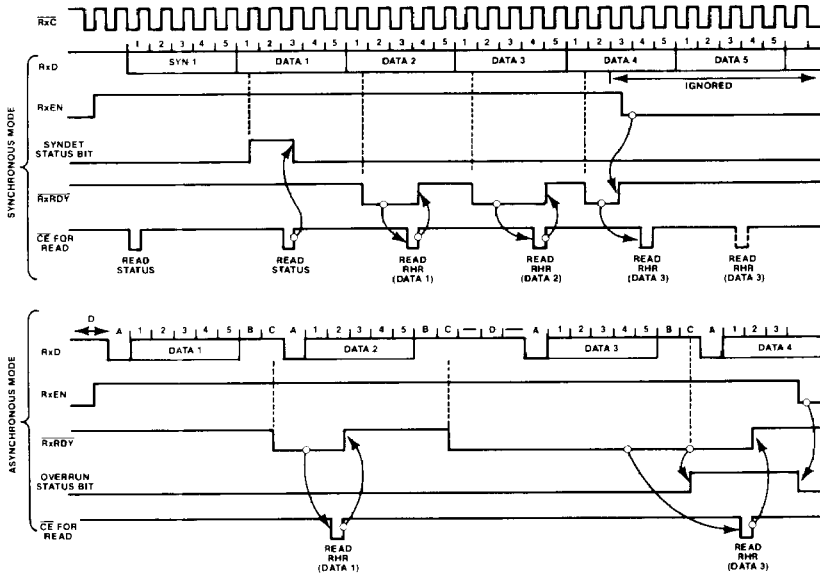 RxC
1 2 3 4 5 1 2 3 4 5 1 2 3 4 5 1 2 3 4 5 1 2 3 4 5 1 2 3 4 5 1
RxD SYN 1 DATA 1 DATA 2 DATA 3 DATA 4 DATA 5
IGNORED
RxEN
SYNDET
STATUS BIT
RxRDY
CE FOR
READ
READ
STATUS
READ
STATUS
READ
RHR
(DATA 1)
READ
RHR
(DATA 2)
READ
RHR
(DATA 3)
READ
RHR
(DATA 3)
SYNCHRONOUS MODE
D
A 1 2 3 4 5 B C A 1 2 3 4 5 B C D A 1 2 3 4 5 B C A 1 2 3
RxD DATA 1 DATA 2 DATA 3 DATA 4
RxEN
RxRDY
OVERRUN
STATUS BIT
CE FOR
READ
READ
RHR
(DATA 1)
READ
RHR
(DATA 3)
ASYNCHRONOUS MODE